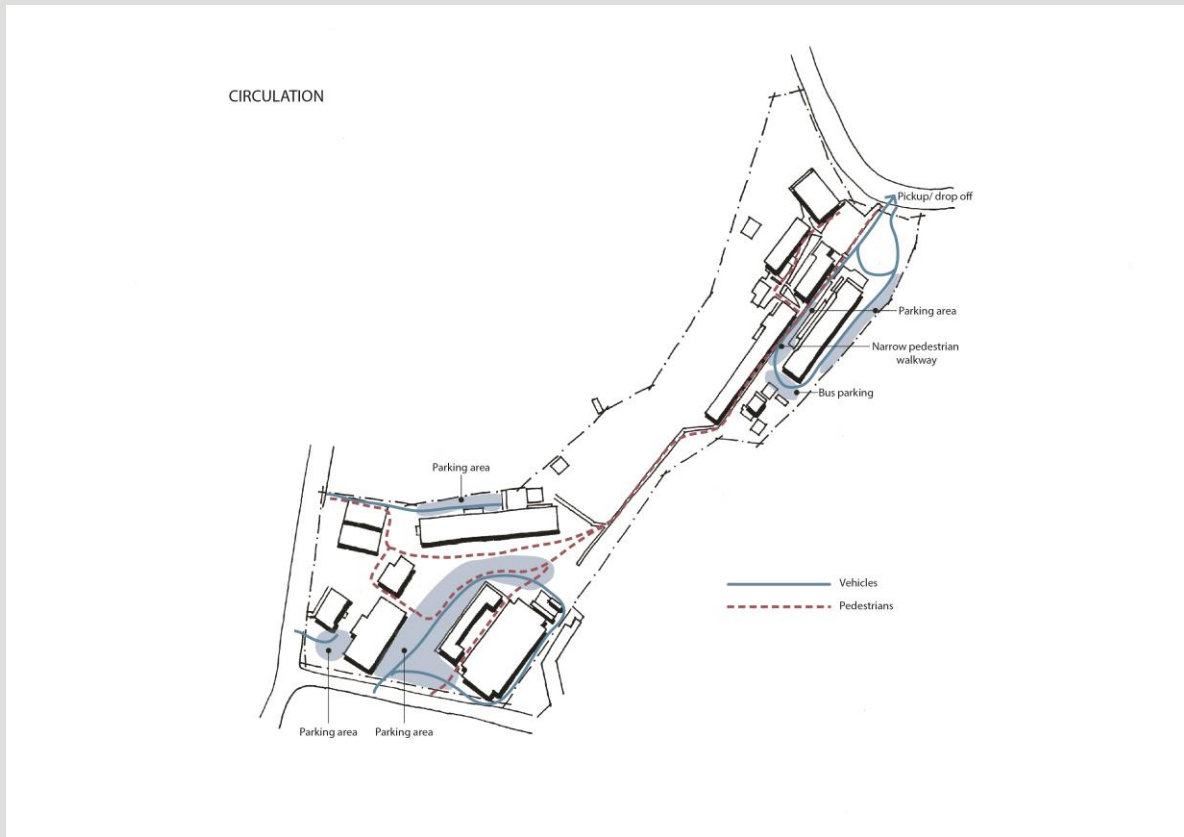 CIRCULATION
Pickup/ drop off
Parking area
Narrow pedestrian
walkway
Bus parking
Parking area
Vehicles
Pedestrians
Parking area
Parking area